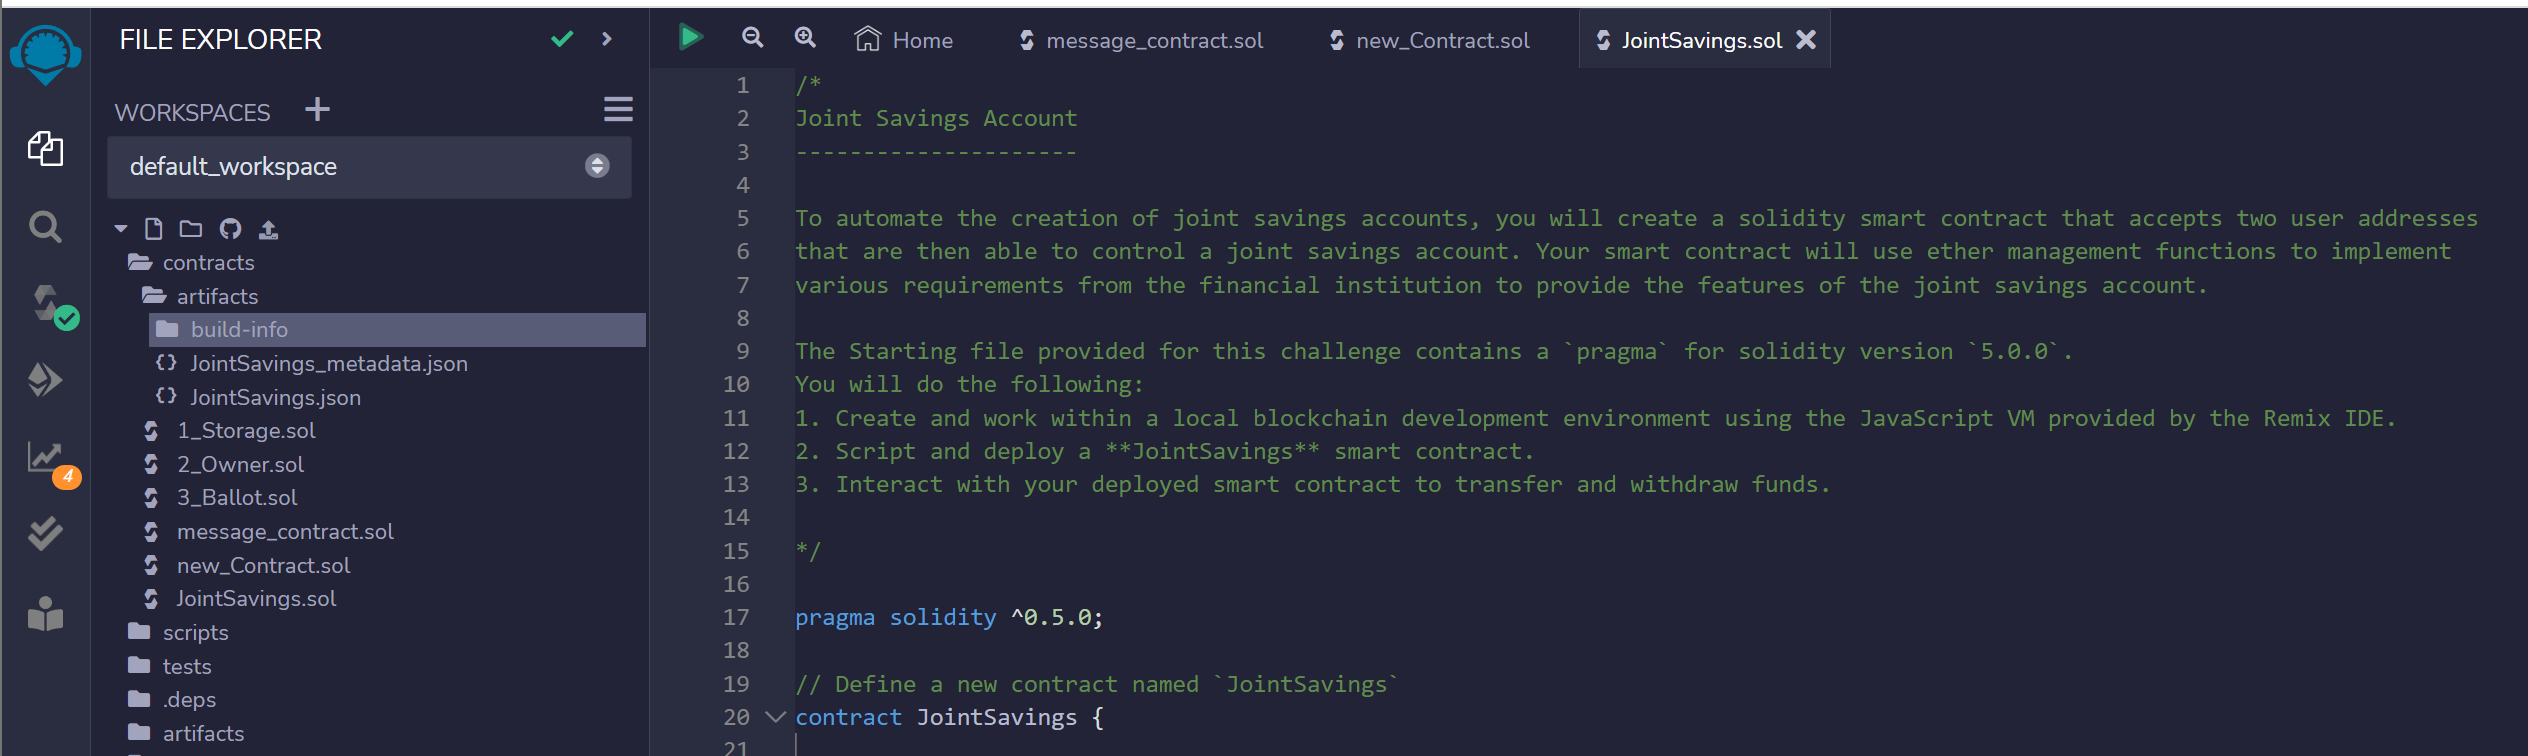 FILE EXPLORER
WORKSPACES
default_workspace
contracts
artifacts
build-info
JointSavings_metadata.json
JointSavings.json
1_Storage.sol
2_Owner.sol
3_Ballot.sol
message_contract.sol
new_Contract.sol
JointSavings.sol
scripts
tests
.deps
artifacts
4
Home message_contract.sol new_Contract.sol JointSavings.sol
1 /*
2 Joint Savings Account
3 ---------------------
4
5 To automate the creation of joint savings accounts, you will create a solidity smart contract that accepts two user addresses
6 that are then able to control a joint savings account. Your smart contract will use ether management functions to implement
7 various requirements from the financial institution to provide the features of the joint savings account.
8
9 The Starting file provided for this challenge contains a `pragma` for solidity version `5.0.0`.
10 You will do the following:
11 1. Create and work within a local blockchain development environment using the JavaScript VM provided by the Remix IDE.
12 2. Script and deploy a **JointSavings** smart contract.
13 3. Interact with your deployed smart contract to transfer and withdraw funds.
14
15 */
16
17 pragma solidity ^0.5.0;
18
19 // Define a new contract named `JointSavings`
20 contract JointSavings {
21